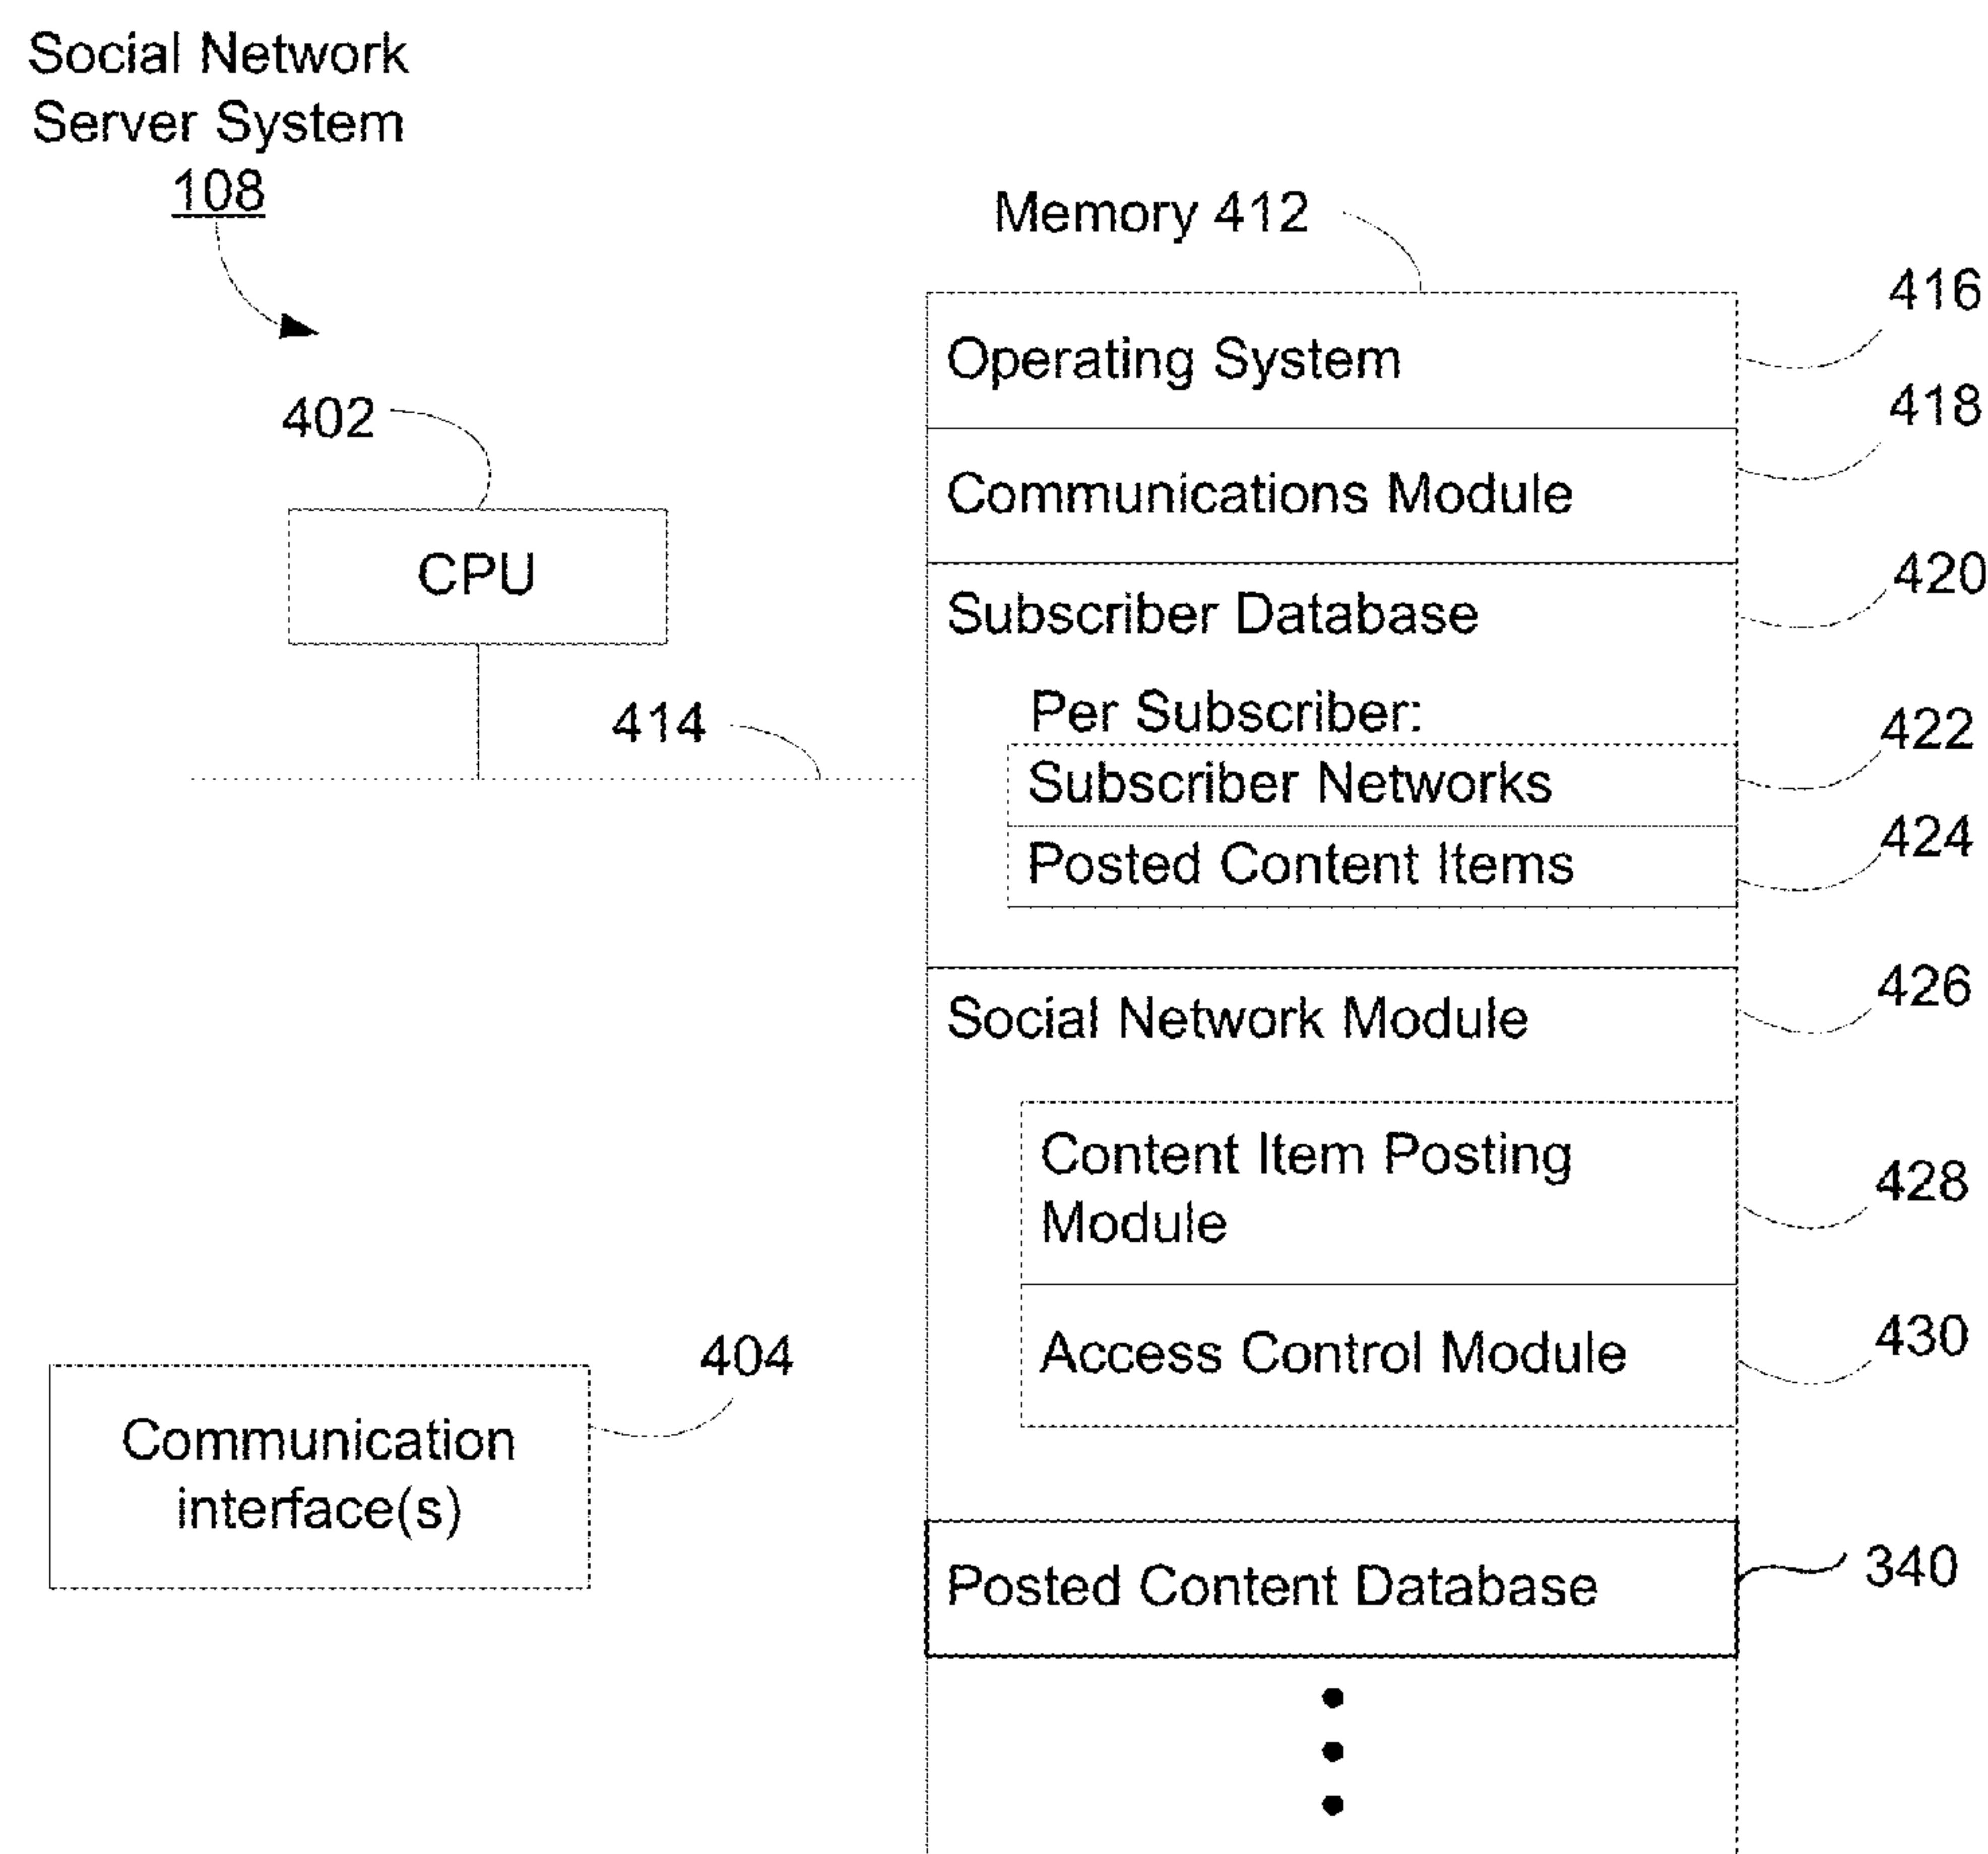 Social Network
Server System
108
Memory 412
416
Operating System
418
402
Communications Module
CPU
420
Subscriber Database
Per Subscriber:
414
422
Subscriber Networks
424
Posted Content Items
426
Social Network Module
Content Item Posting
Module
428
430
Access Control Module
404
Communication
interface(s)
340
Posted Content Database